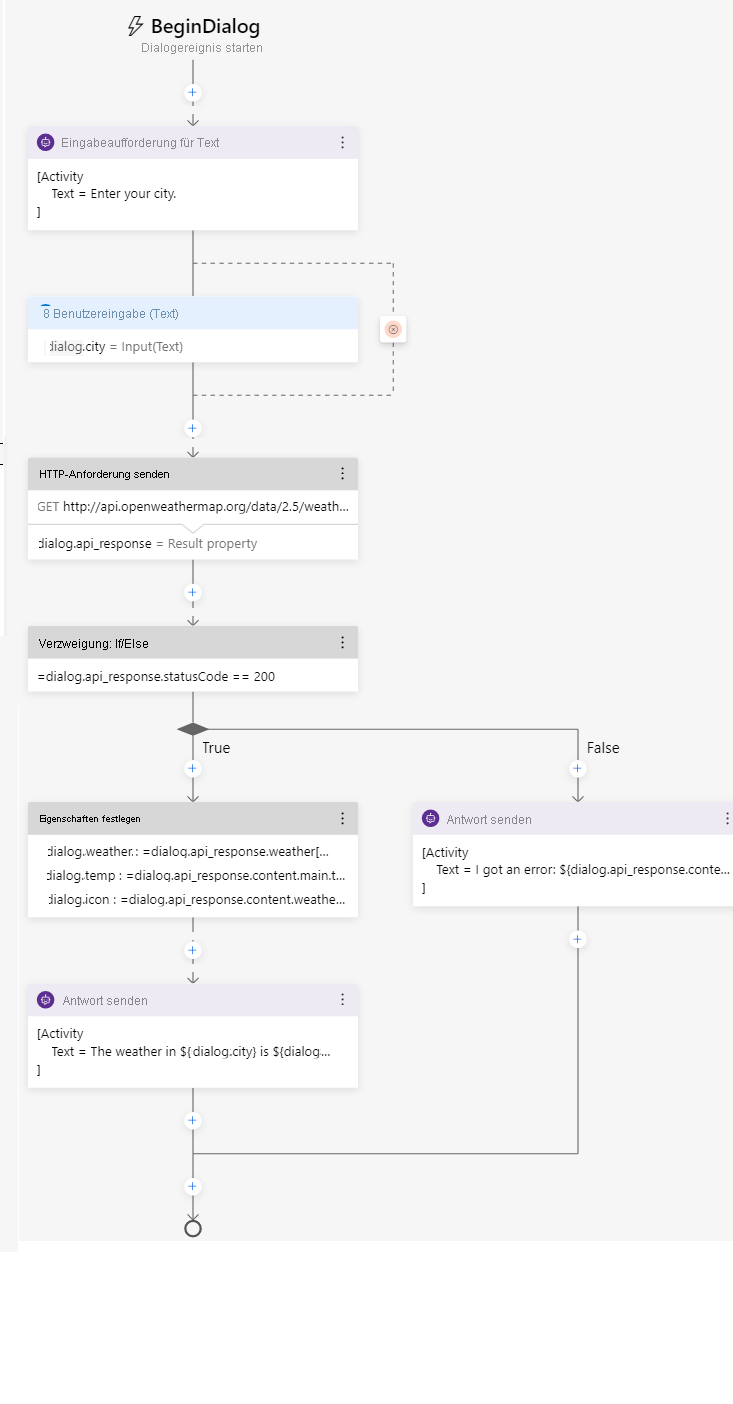 BeginDialog
Dialogereignis starten
Eingabeaufforderung für Text
[Activity
Text = Enter your city.
]
8 Benutzereingabe (Text)
dialog.city = Input(Text)
HTTP-Anforderung senden
GET http://api.openweathermap.org/data/2.5/weath...
dialog.api_response = Result property
Verzweigung: If/Else
=dialog.api_response.statusCode == 200
True
False
Eigenschaften festlegen
dialog.weather.: =dialog.api_response.weather[...
dialog.temp : =dialog.api_response.content.main.t...
dialog.icon : =dialog.api_response.content.weathe...
Antwort senden
[Activity
Text = I got an error: ${dialog.api_response.conte...
]
Antwort senden
[Activity
Text = The weather in ${dialog.city} is ${dialog...
]